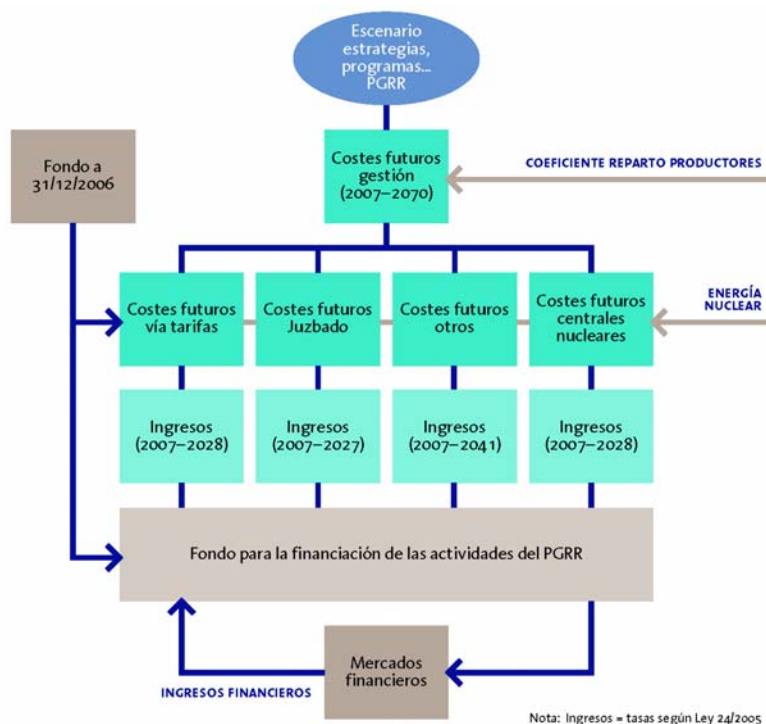 Escenario
estrategias,
programas...
PGRR
Fondo a
31/12/2006
Costes futuros
gestión
(2007–2070)
COEFICIENTE REPARTO PRODUCTORES
Costes futuros
vía tarifas
Costes futuros
Juzbado
Costes futuros
otros
Costes futuros
centrales
nucleares
ENERGÍA
NUCLEAR
Ingresos
(2007–2028)
Ingresos
(2007–2027)
Ingresos
(2007–2041)
Ingresos
(2007–2028)
Fondo para la financiación de las actividades del PGRR
Mercados
financieros
INGRESOS FINANCIEROS
Nota: Ingresos = tasas según Ley 24/2005